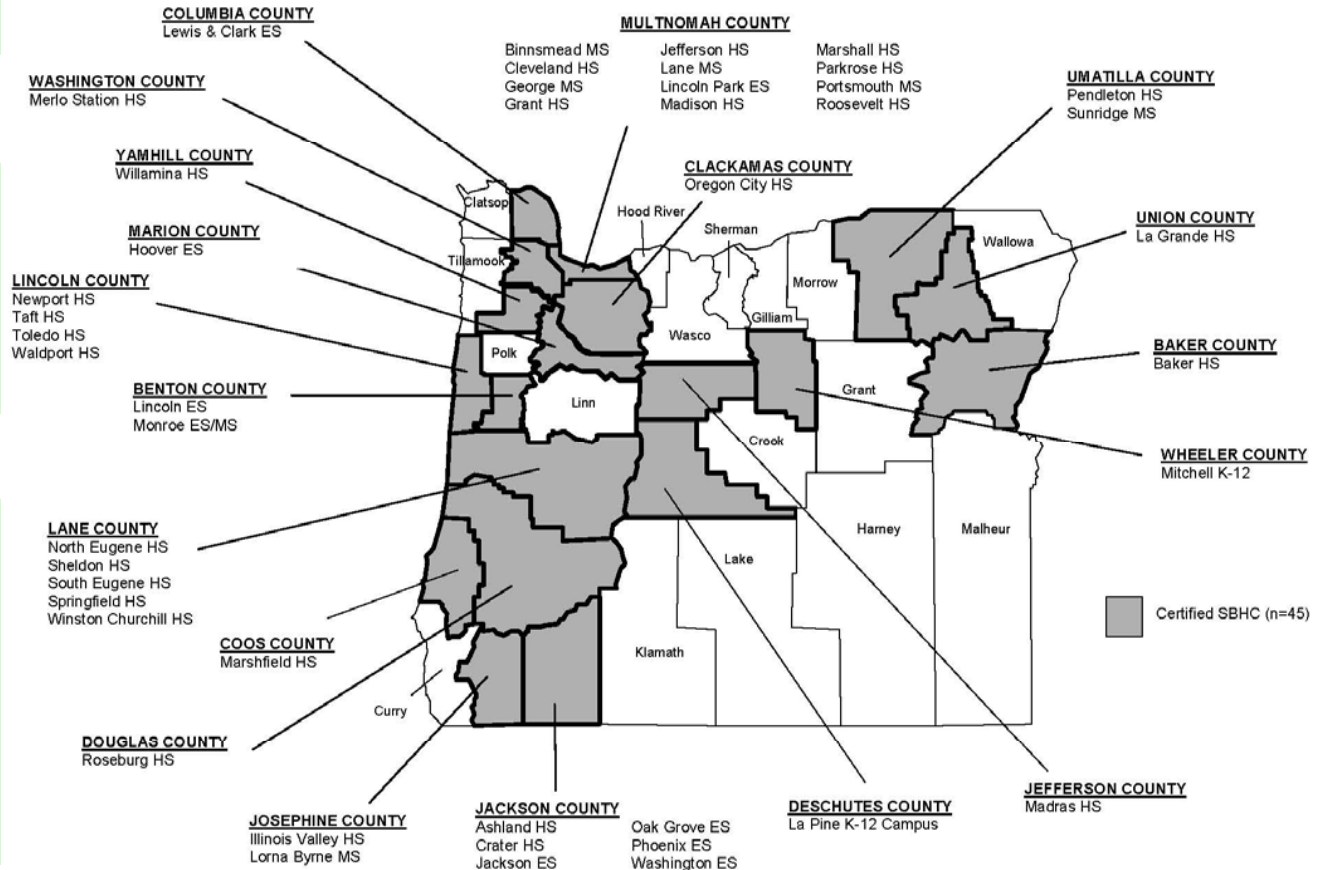 COLUMBIA COUNTY
Lewis & Clark ES
MULTNOMAH COUNTY
Binnsmead MS
Cleveland HS
George MS
Grant HS
Jefferson HS
Lane MS
Lincoln Park ES
Madison HS
Marshall HS
Parkrose HS
Portsmouth MS
Roosevelt HS
WASHINGTON COUNTY
Merlo Station HS
UMATILLA COUNTY
Pendleton HS
Sunridge MS
YAMHILL COUNTY
Willamina HS
CLACKAMAS COUNTY
Oregon City HS
MARION COUNTY
Hoover ES
UNION COUNTY
La Grande HS
LINCOLN COUNTY
Newport HS
Taft HS
Toledo HS
Waldport HS
Clatsop
Hood River
Sherman
Wallowa
Tillamook
Morrow
Gilliam
Wasco
Polk
BAKER COUNTY
Baker HS
BENTON COUNTY
Lincoln ES
Monroe ES/MS
Linn
Grant
Crook
WHEELER COUNTY
Mitchell K-12
LANE COUNTY
North Eugene HS
Sheldon HS
South Eugene HS
Springfield HS
Winston Churchill HS
Harney
Malheur
Lake
Certified SBHC (n=45)
COOS COUNTY
Marshfield HS
Klamath
Curry
DOUGLAS COUNTY
Roseburg HS
JOSEPHINE COUNTY
Illinois Valley HS
Lorna Byrne MS
JACKSON COUNTY
Ashland HS
Crater HS
Jackson ES
Oak Grove ES
Phoenix ES
Washington ES
DESCHUTES COUNTY
La Pine K-12 Campus
JEFFERSON COUNTY
Madras HS